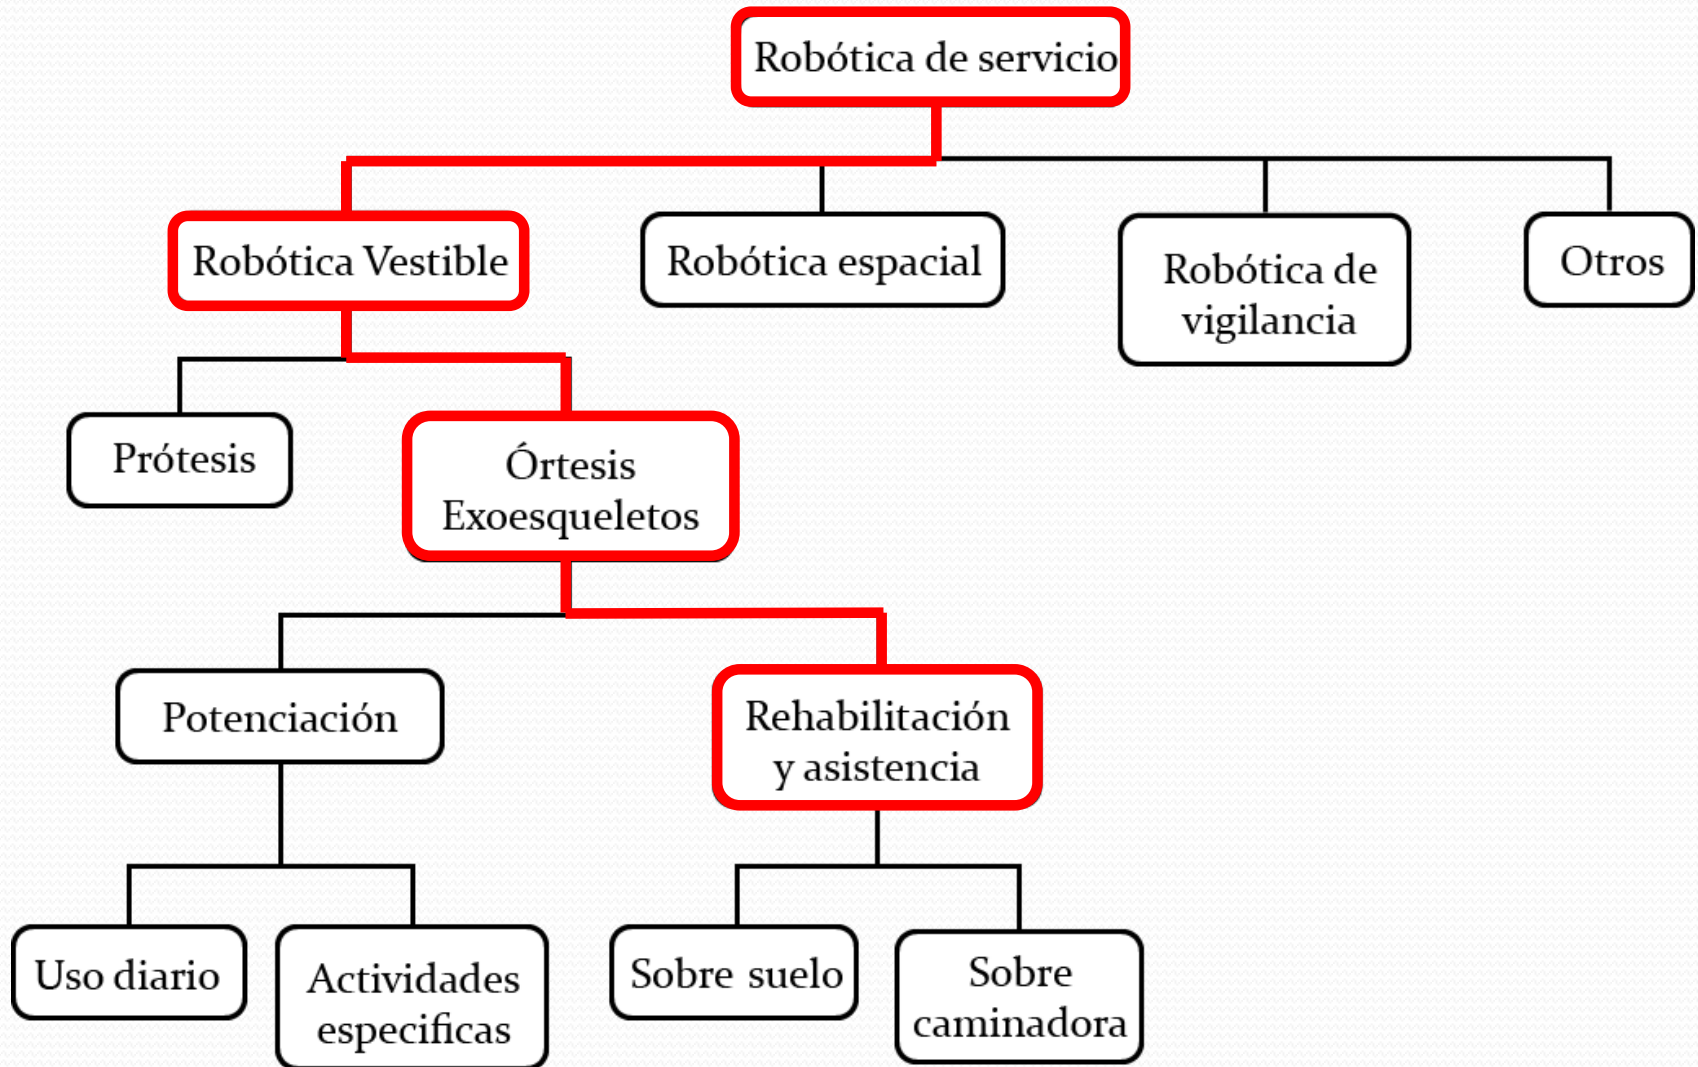 Robótica de servicio
Robótica Vestible
Robótica espacial
Robótica de
vigilancia
Otros
Prótesis
Órtesis
Exoesqueletos
Potenciación
Rehabilitación
y asistencia
Uso diario
Actividades
especificas
Sobre suelo
Sobre
caminadora